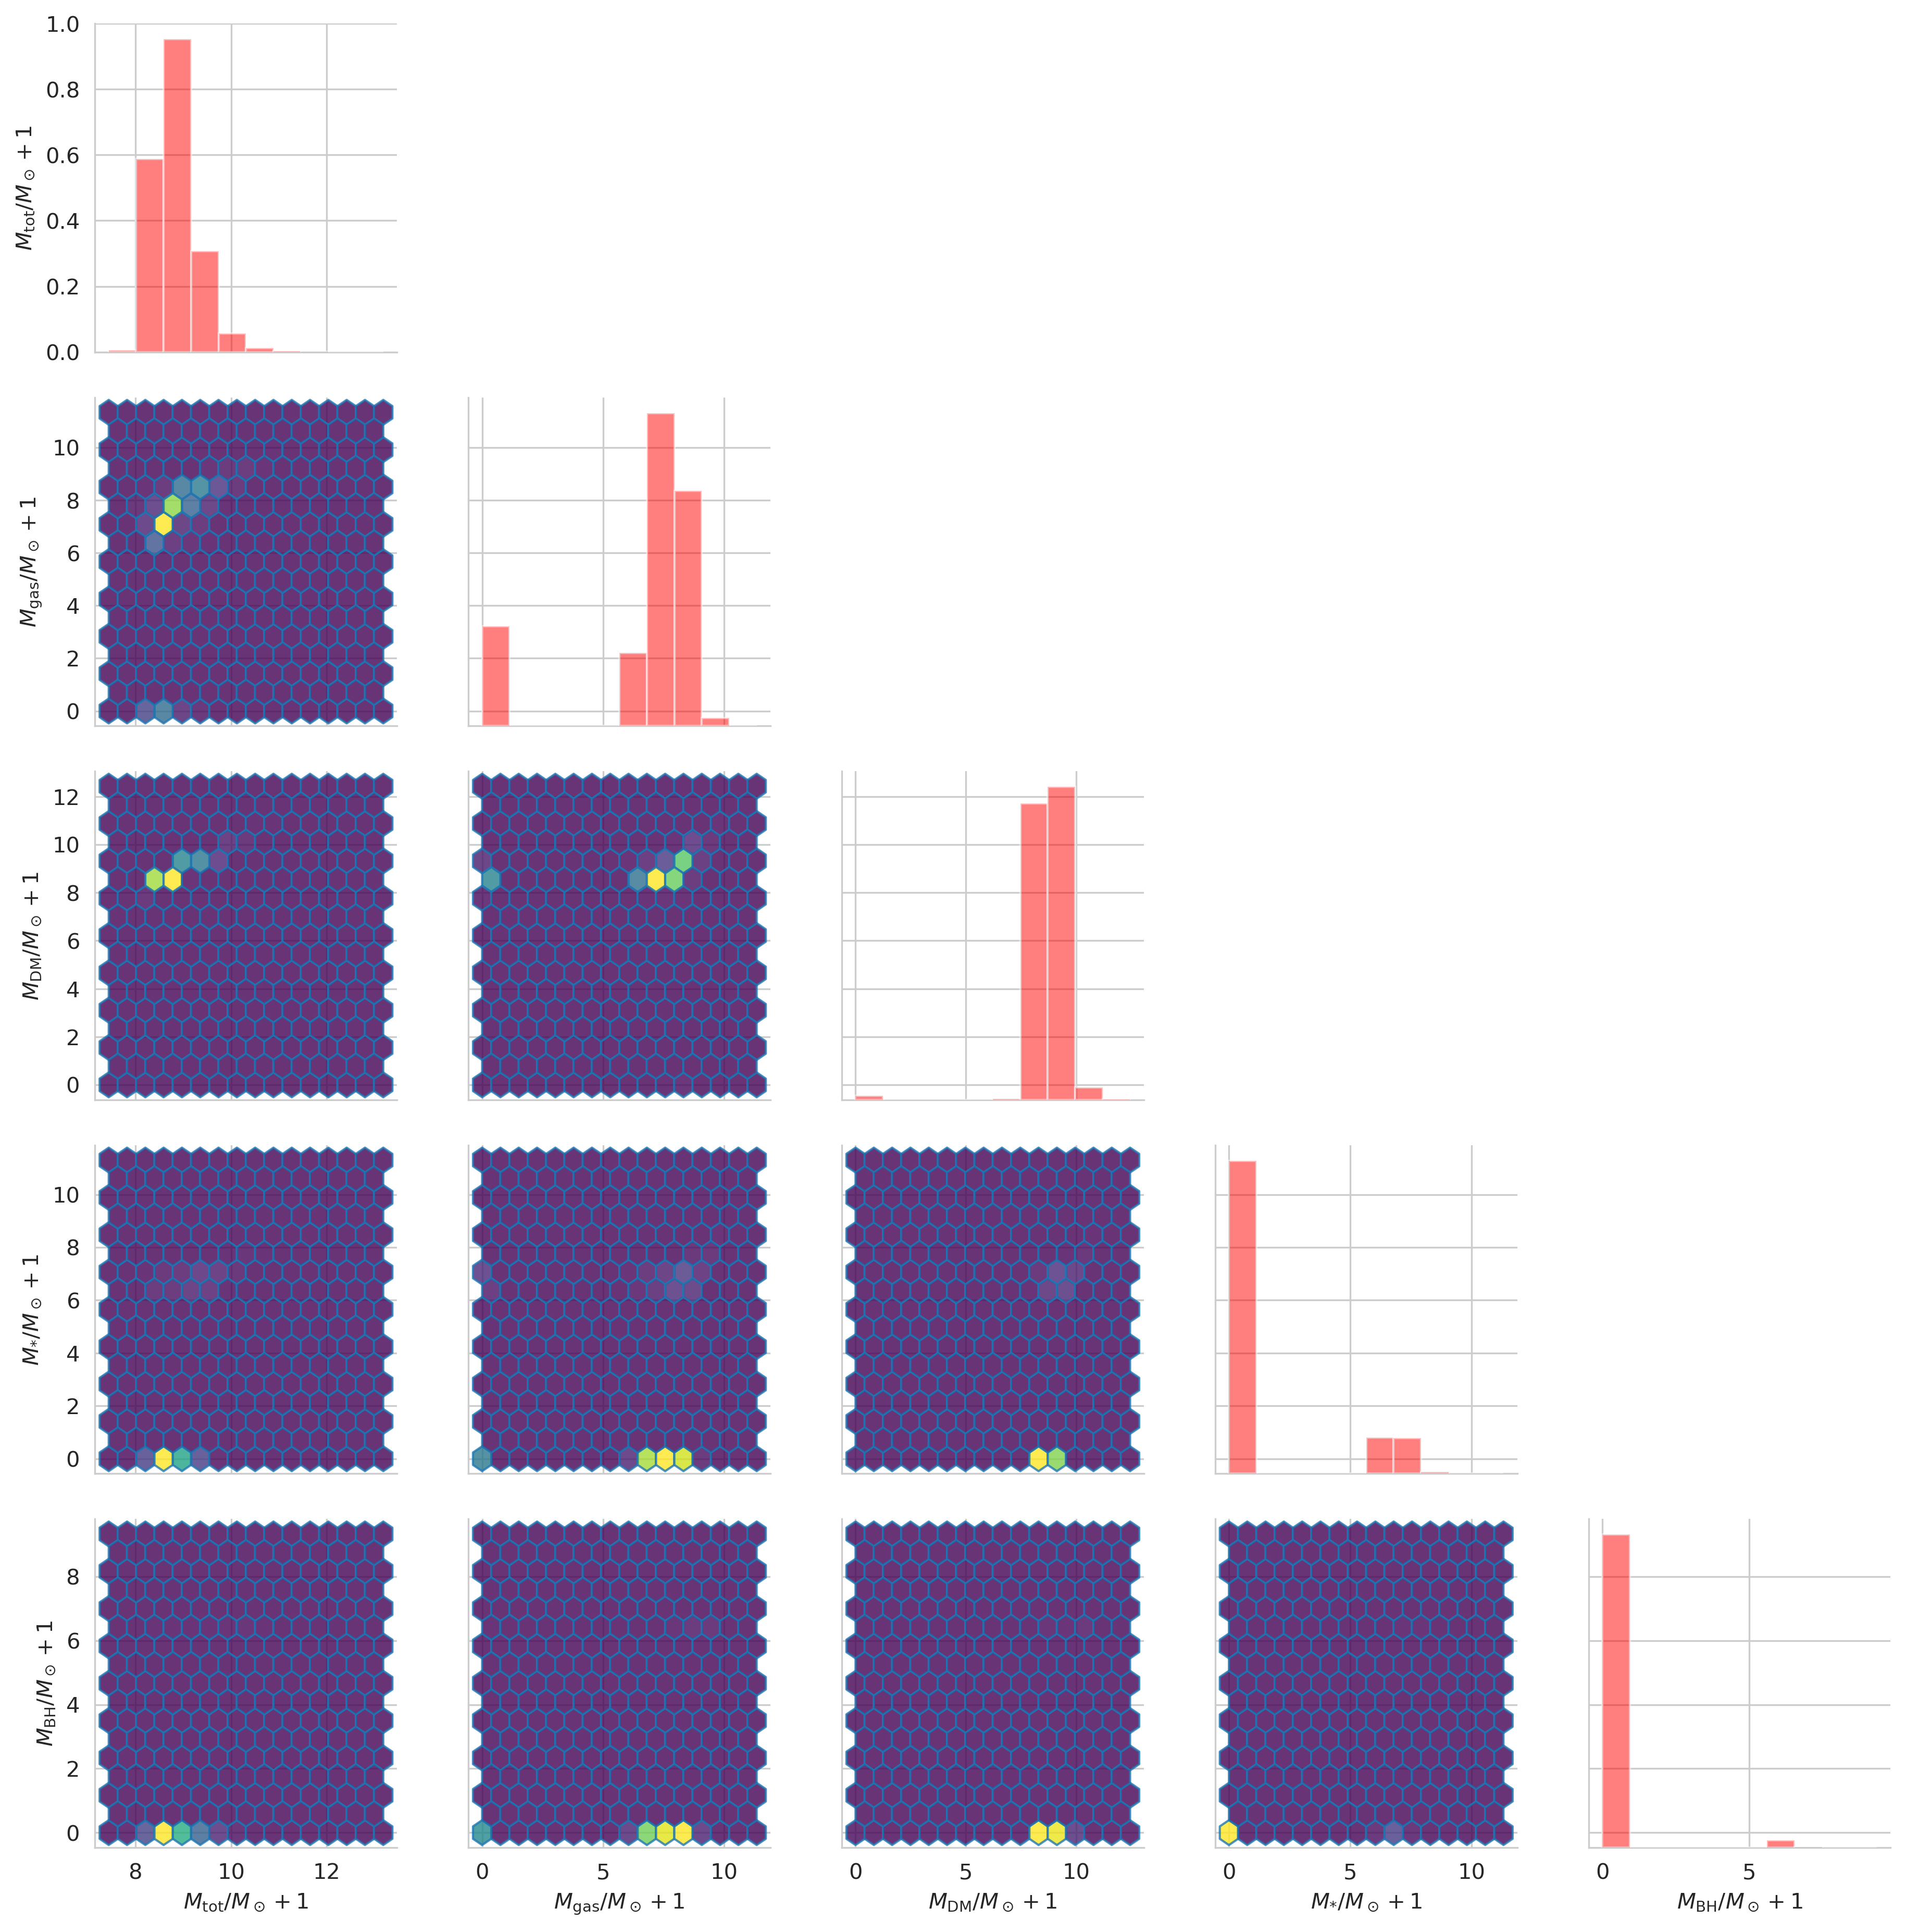 1.0
0.8
0.6
0.4
0.2
0.0
M_tot/M_⊙ + 1
10
8
6
4
2
0
M_gas/M_⊙ + 1
12
10
8
6
4
2
0
M_DM/M_⊙ + 1
10
8
6
4
2
0
M_*/M_⊙ + 1
8
6
4
2
0
M_BH/M_⊙ + 1
8 10 12
0 5 10
0 5 10
0 5 10
0 5
M_tot/M_⊙ + 1
M_gas/M_⊙ + 1
M_DM/M_⊙ + 1
M_*/M_⊙ + 1
M_BH/M_⊙ + 1